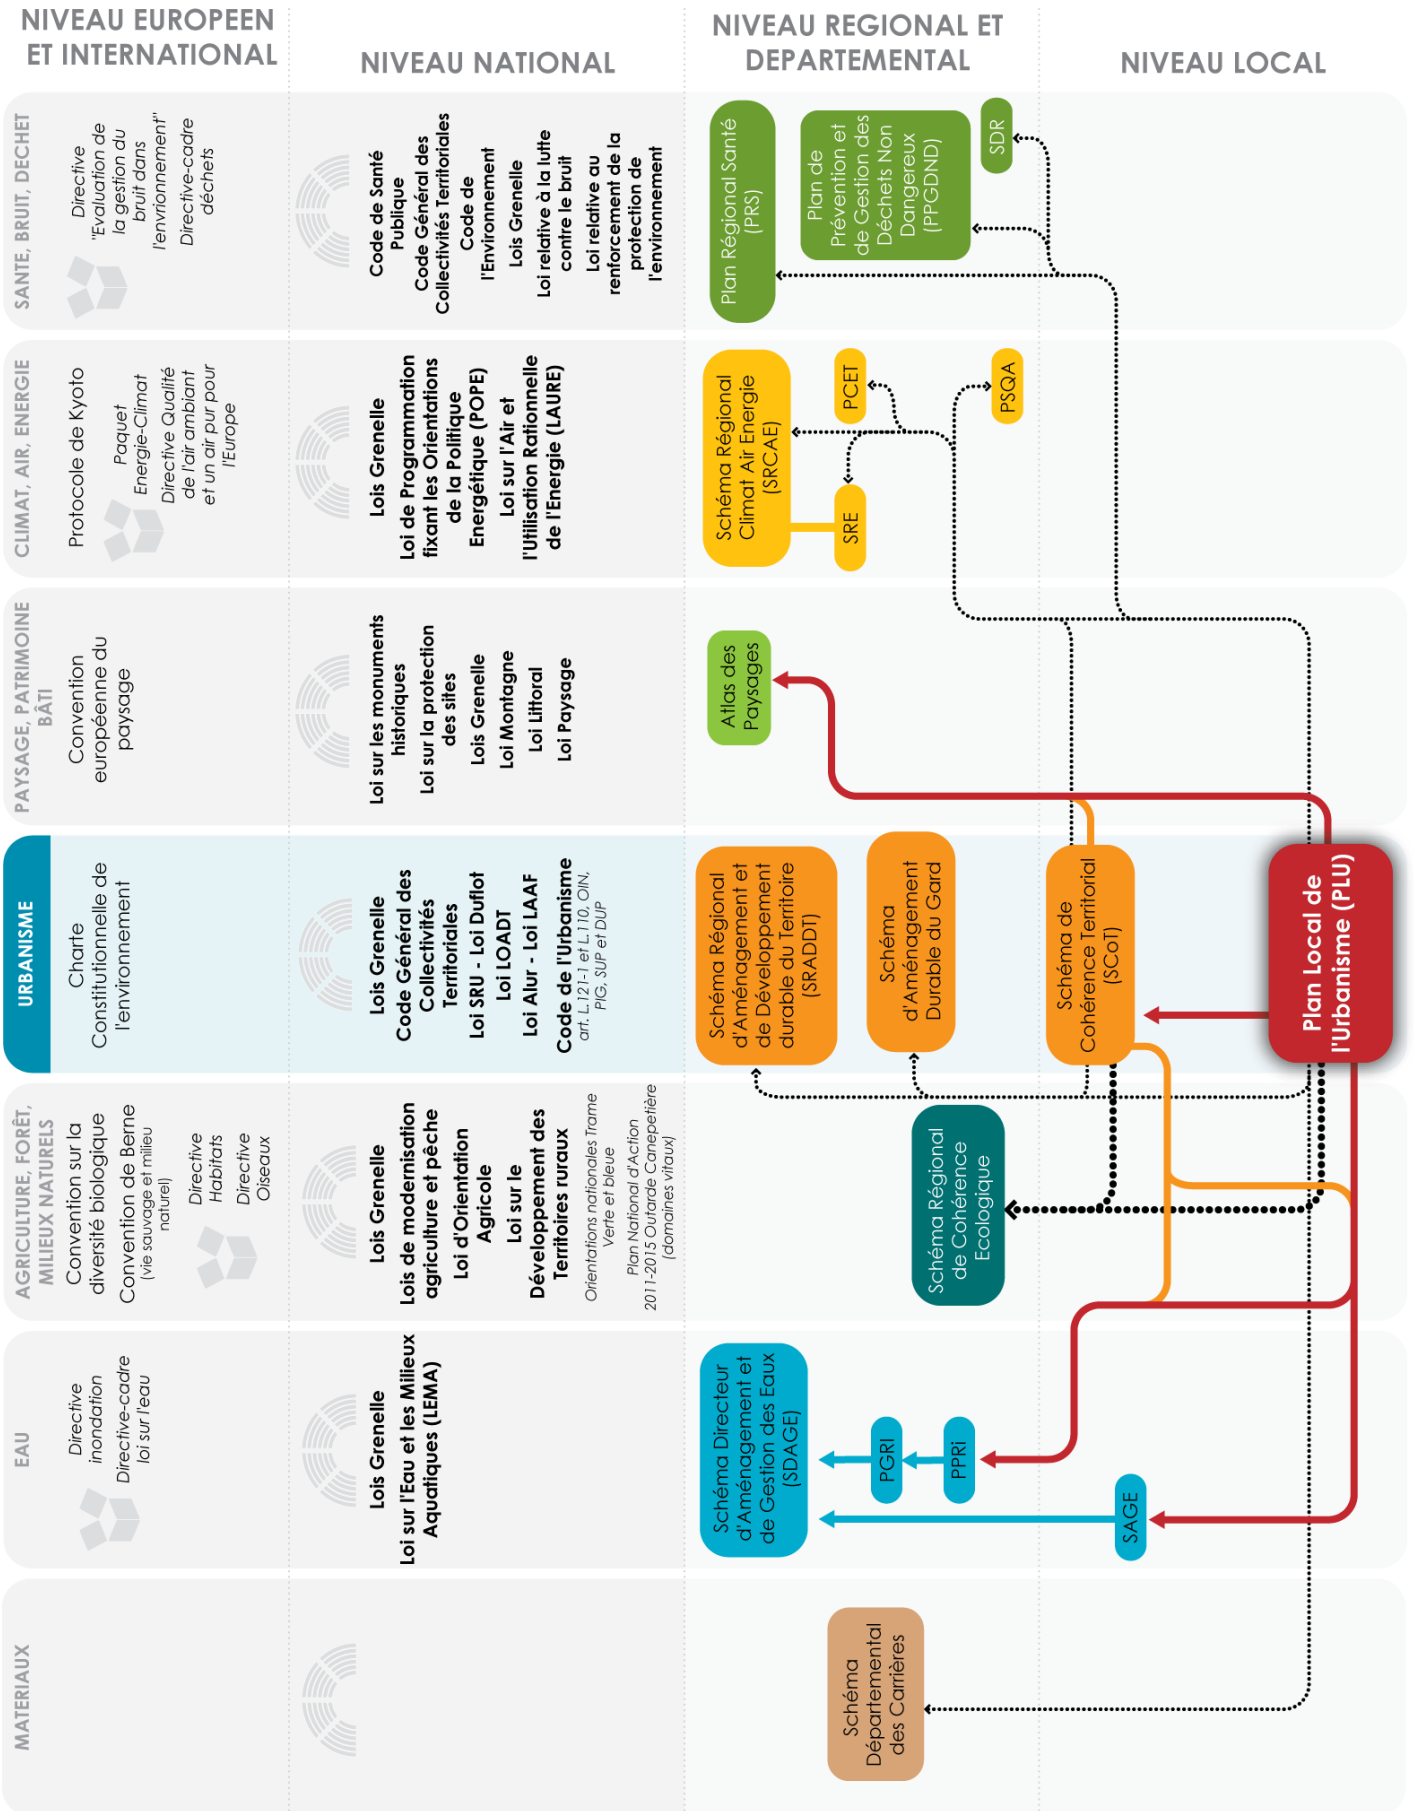 NIVEAU EUROPEEN
ET INTERNATIONAL
NIVEAU NATIONAL
NIVEAU REGIONAL ET
DEPARTEMENTAL
NIVEAU LOCAL
SANTE, BRUIT, DECHET
Directive
"Evaluation de
la gestion du
bruit dans
l'envrionnement"
Directive-cadre
déchets
Code de Santé
Publique
Code Général des
Collectivités Territoriales
Code de
l'Environnement
Lois Grenelle
Loi relative à la lutte
contre le bruit
Loi relative au
renforcement de la
protection de
l'environnement
Plan Régional Santé
(PRS)
Plan de
Prévention et
de Gestion des
Déchets Non
Dangereux
(PPGDND)
SDR
CLIMAT, AIR, ENERGIE
Protocole de Kyoto
Paquet
Energie-Climat
Directive Qualité
de l'air ambiant
et un air pur pour
l'Europe
Lois Grenelle
Loi de Programmation
fixant les Orientations
de la Politique
Energétique (POPE)
Loi sur l'Air et
l'Utilisation Rationnelle
de l'Energie (LAURE)
Schéma Régional
Climat Air Energie
(SRCAE)
PCET
SRE
PSQA
PAYSAGE, PATRIMOINE
BÂTI
Convention
européenne du
paysage
Loi sur les monuments
historiques
Loi sur la protection
des sites
Lois Grenelle
Loi Montagne
Loi Littoral
Loi Paysage
Atlas des
Paysages
URBANISME
Charte
Constitutionnelle de
l'environnement
Lois Grenelle
Code Général des
Collectivités
Territoriales
Loi SRU - Loi Duflot
Loi LOADT
Loi Alur - Loi LAAF
Code de l'Urbanisme
art. L.121-1 et L.110, OIN,
PIG, SUP et DUP
Schéma Régional
d'Aménagement et
de Développement
durable du Territoire
(SRADDT)
Schéma
d'Aménagement
Durable du Gard
Schéma de
Cohérence Territorial
(SCoT)
Plan Local de
l'Urbanisme (PLU)
AGRICULTURE, FORÊT,
MILIEUX NATURELS
Convention sur la
diversité biologique
Convention de Berne
(vie sauvage et milieu
naturel)
Directive
Habitats
Directive
Oiseaux
Lois Grenelle
Lois de modernisation
agriculture et pêche
Loi d'Orientation
Agricole
Loi sur le
Développement des
Territoires ruraux
Orientations nationales Trame
Verte et bleue
Plan National d'Action
2011-2015 Outarde Canepetière
(domaines vitaux)
Schéma Régional
de Cohérence
Ecologique
EAU
Directive
inondation
Directive-cadre
loi sur l'eau
Lois Grenelle
Loi sur l'Eau et les Milieux
Aquatiques (LEMA)
Schéma Directeur
d'Aménagement et
de Gestion des Eaux
(SDAGE)
PGRI
PPRi
SAGE
MATERIAUX
Schéma
Départemental
des Carrières